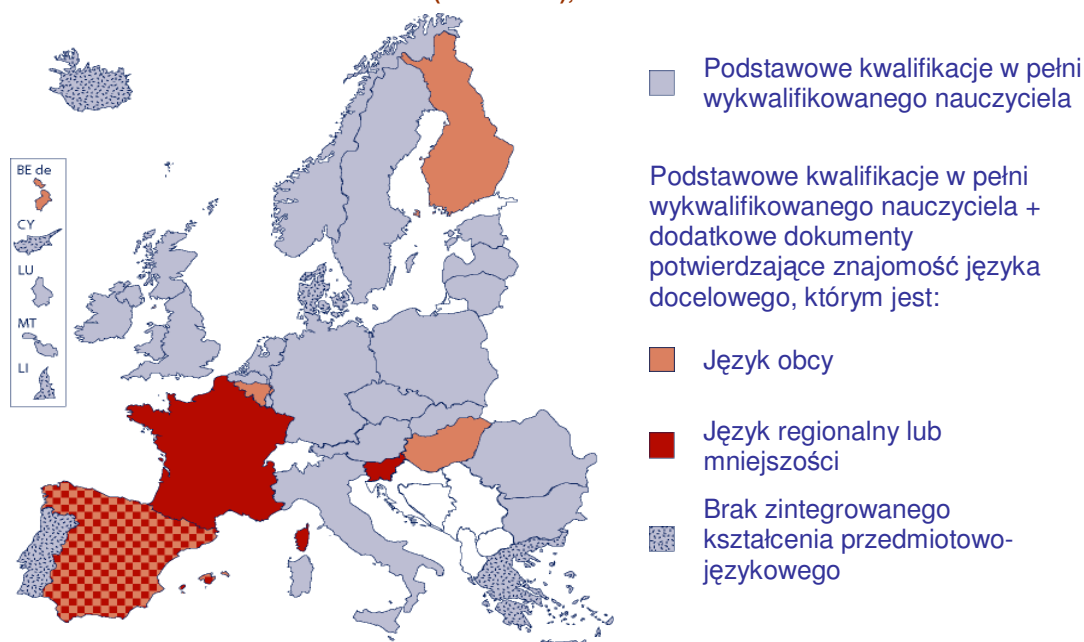 Podstawowe kwalifikacje w pełni
wykwalifikowanego nauczyciela
Podstawowe kwalifikacje w pełni
wykwalifikowanego nauczyciela +
dodatkowe dokumenty
potwierdzające znajomość języka
docelowego, którym jest:
Język obcy
Język regionalny lub
mniejszości
Brak zintegrowanego
kształcenia przedmiotowo-
językowego
BE de
CY
LU
MT
LI